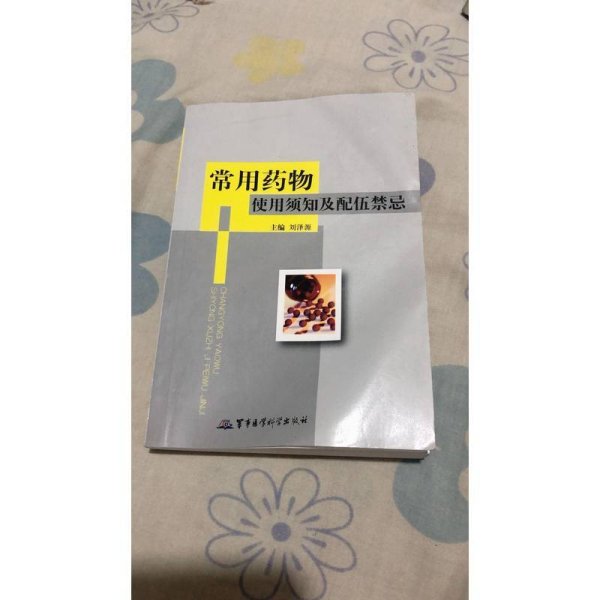 常用药物
使用须知及配伍禁忌
主编 刘泽源
CHANGYONG YAOWU
SHIYONG XUZHI JI PEIWU JINJI
军事医学科学出版社